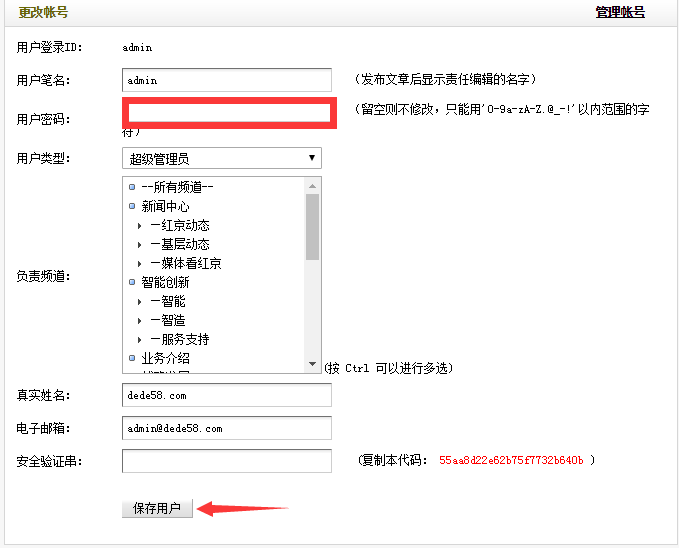 更改帐号 管理帐号
用户登录ID: admin
用户笔名: admin (发布文章后显示责任编辑的名字)
用户密码: (留空则不修改，只能用'0-9a-zA-Z.@_-!'以内范围的字
符)
用户类型: 超级管理员
--所有频道--
新闻中心
—红京动态
—基层动态
—媒体看红京
智能创新
—智能
—智造
负责频道:
—服务支持
业务介绍
(按 Ctrl 可以进行多选)
真实姓名: dede58.com
电子邮箱: admin@dede58.com
安全验证串: (复制本代码: 55aa8d22e62b75f7732b640b )
保存用户